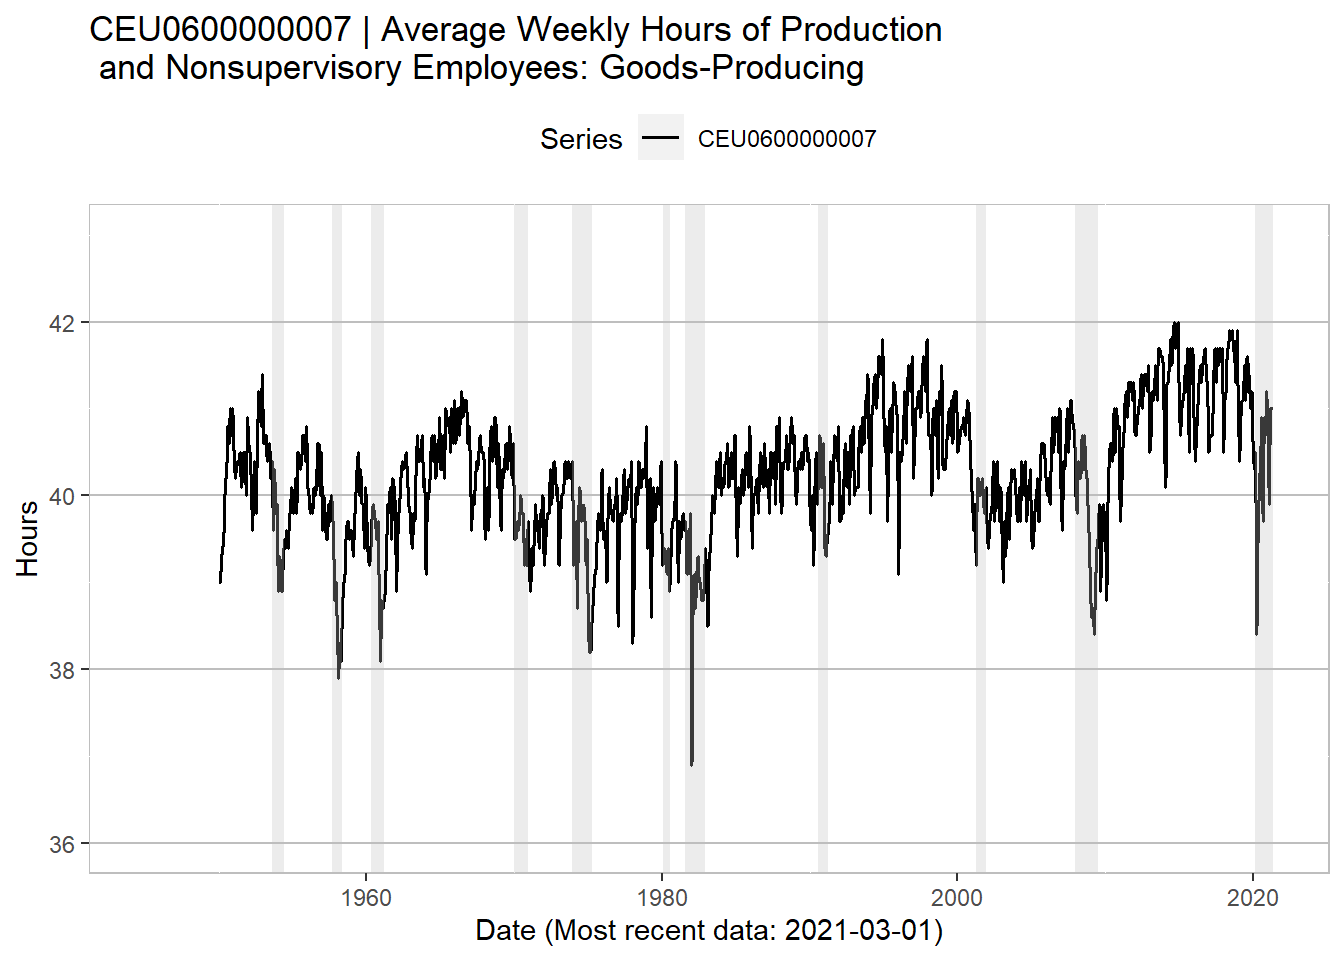 CEU0600000007 | Average Weekly Hours of Production
and Nonsupervisory Employees: Goods-Producing
Series
CEU0600000007
42
40
38
36
Hours
1960
1980
2000
2020
Date (Most recent data: 2021-03-01)